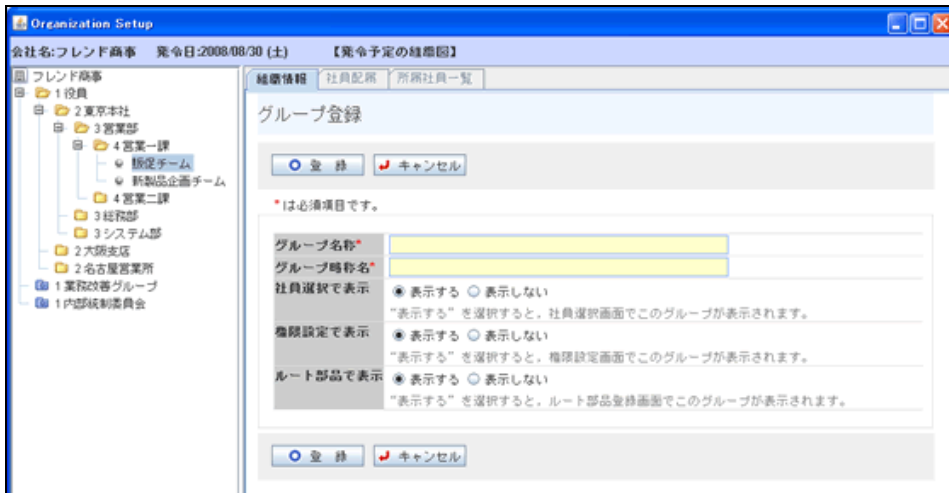 Organization Setup
会社名:フレンド商事 発令日:2008/08/30 (土) 【発令予定の組織図】
フレンド商事
1 役員
2 東京本社
3 営業部
4 営業一課
販促チーム
新製品企画チーム
4 営業二課
3 総務部
3 システム部
2 大阪支店
2 名古屋営業所
1 業務改善グループ
1 内部統制委員会
組織情報 社員配属 所属社員一覧
グループ登録
登 録 キャンセル
*は必須項目です。
グループ名称*
グループ略称名*
社員選択で表示 表示する 表示しない
“表示する” を選択すると、社員選択画面でこのグループが表示されます。
権限設定で表示 表示する 表示しない
“表示する” を選択すると、権限設定画面でこのグループが表示されます。
ルート部品で表示 表示する 表示しない
“表示する” を選択すると、ルート部品登録画面でこのグループが表示されます。
登 録 キャンセル